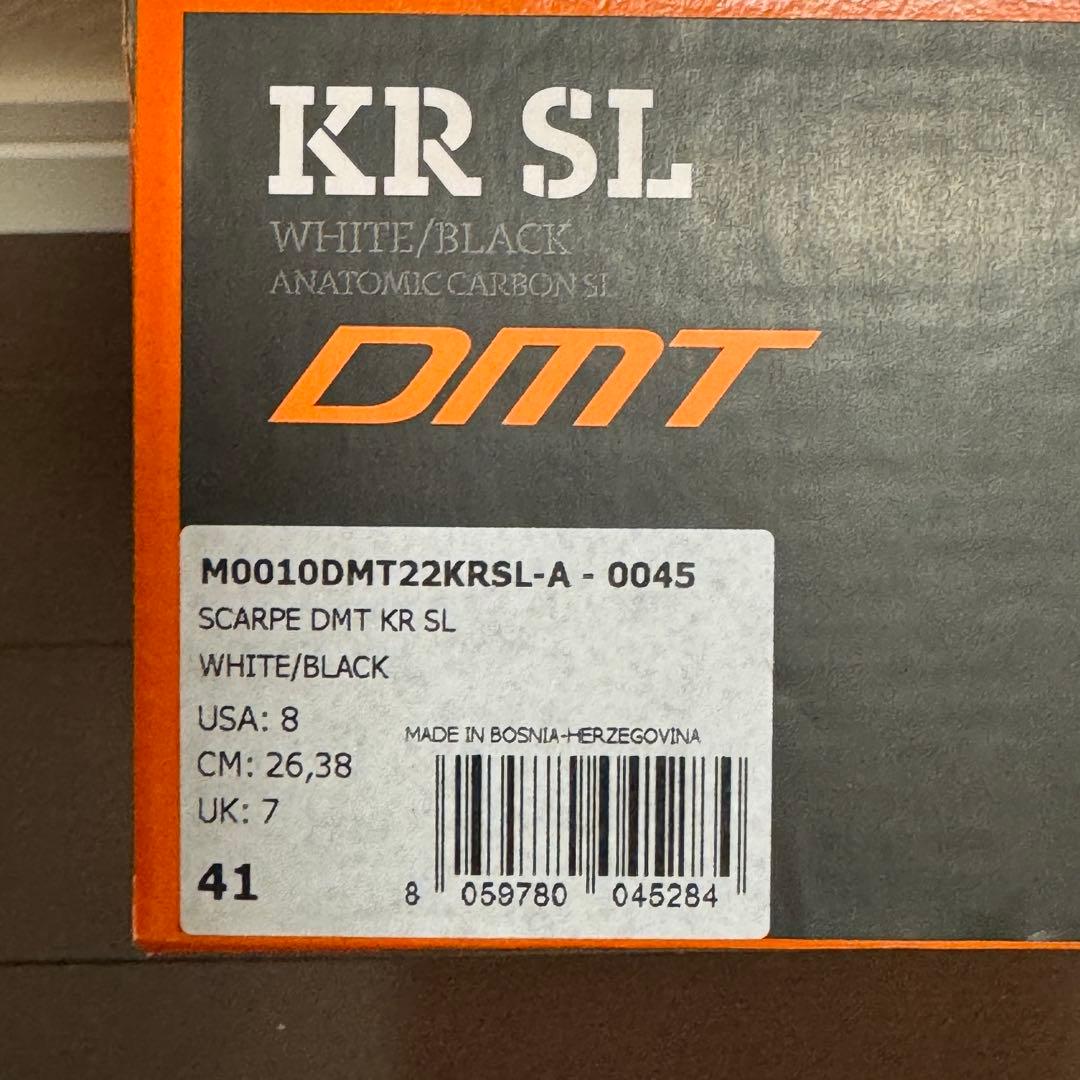 KR SL
WHITE/BLACK
ANATOMIC CARBON SL
DMT
M0010DMT22KRSL-A - 0045
SCARPE DMT KR SL
WHITE/BLACK
USA: 8
MADE IN BOSNIA-HERZEGOVINA
CM: 26,38
UK: 7
41
8 059780 045284